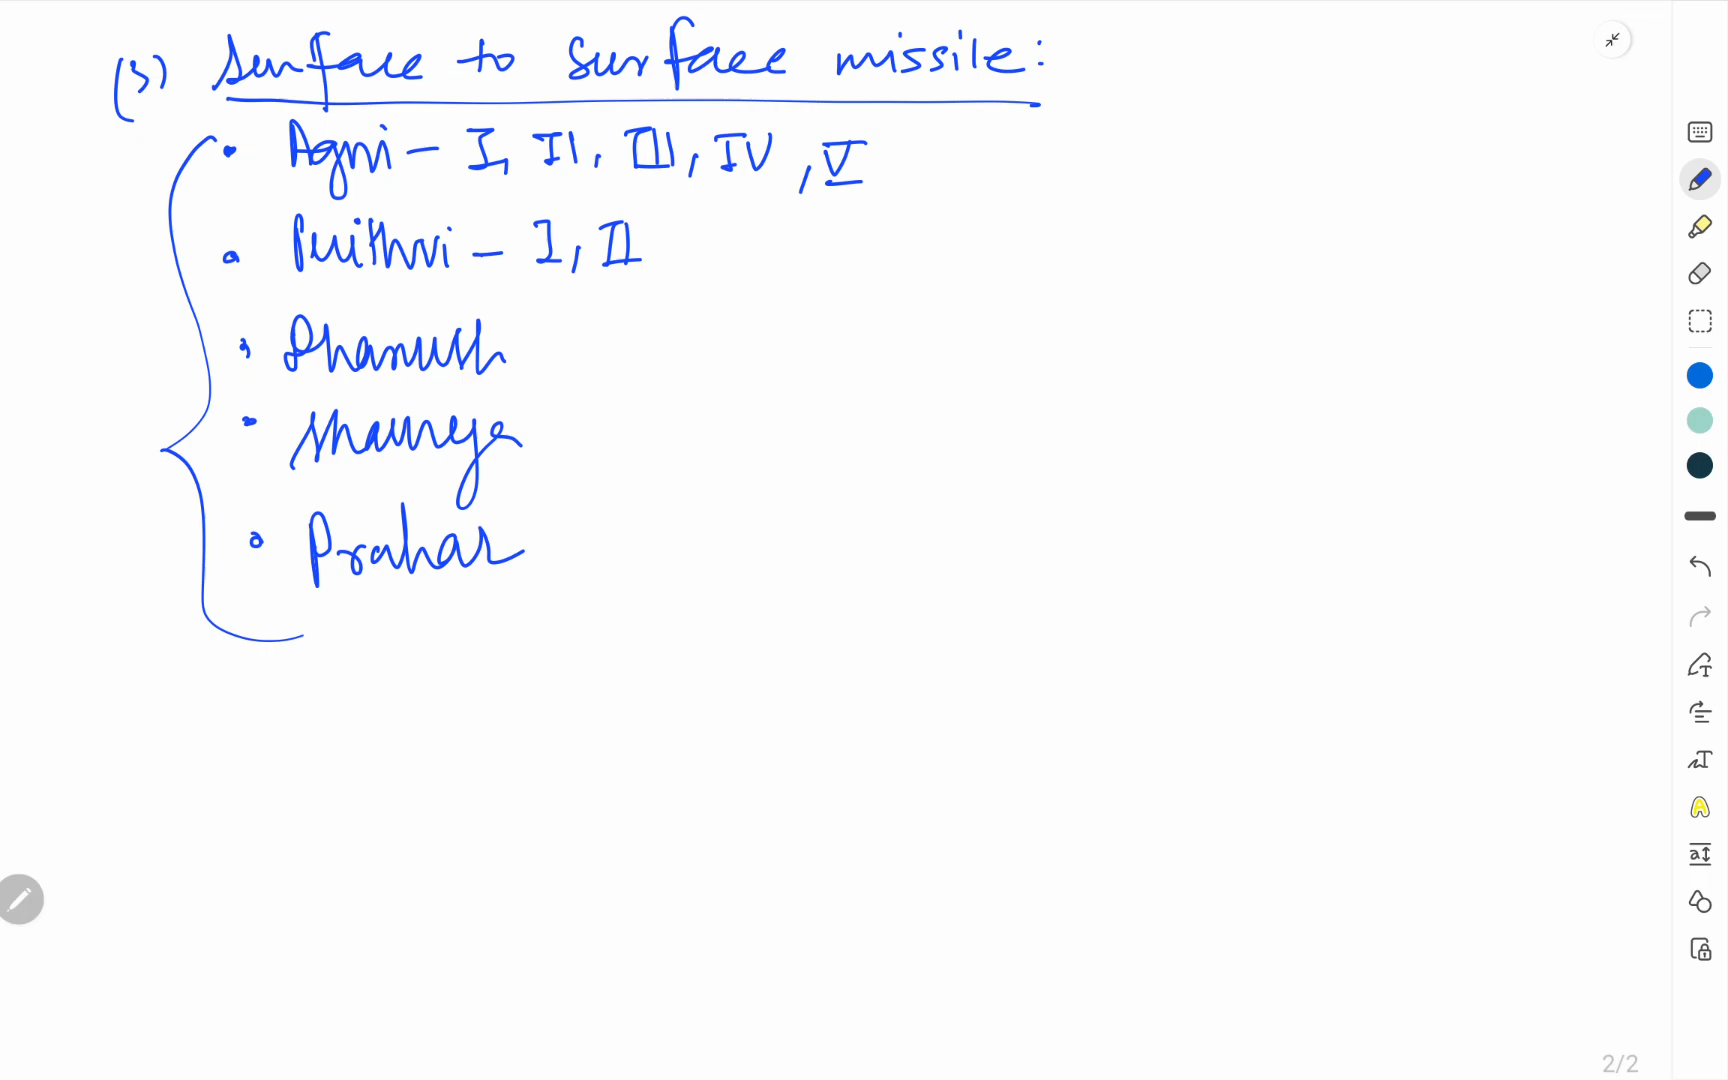 (3) Surface to surface missile:
• Agni - I, II, III, IV, V
• Prithvi - I, II
• Dhanush
• Shaurya
• Prahar
2/2